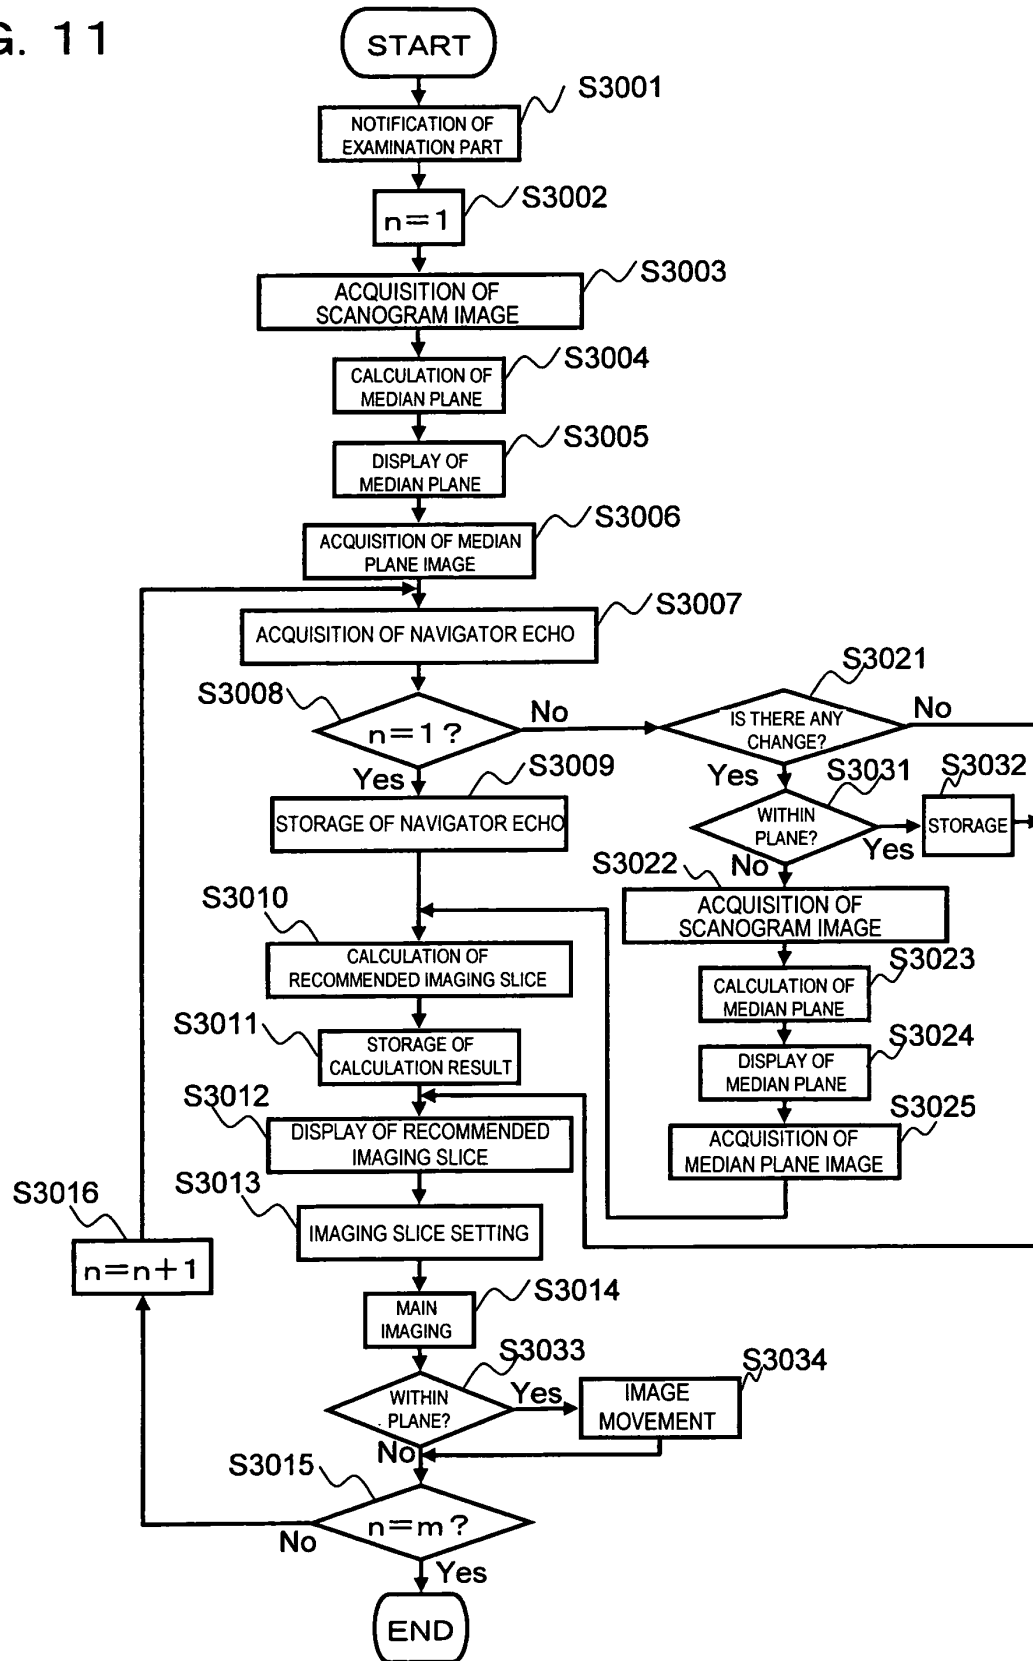 G. 11
START
S3001
NOTIFICATION OF
EXAMINATION PART
S3002
n=1
S3003
ACQUISITION OF
SCANOGRAM IMAGE
S3004
CALCULATION OF
MEDIAN PLANE
S3005
DISPLAY OF
MEDIAN PLANE
S3006
ACQUISITION OF MEDIAN
PLANE IMAGE
S3007
ACQUISITION OF NAVIGATOR ECHO
S3008
n=1?
No
Yes
S3021
IS THERE ANY
CHANGE?
No
Yes
S3031
WITHIN
PLANE?
Yes
No
S3032
STORAGE
S3009
STORAGE OF NAVIGATOR ECHO
S3022
ACQUISITION OF
SCANOGRAM IMAGE
S3010
CALCULATION OF
RECOMMENDED IMAGING SLICE
S3023
CALCULATION OF
MEDIAN PLANE
S3011
STORAGE OF
CALCULATION RESULT
S3024
DISPLAY OF
MEDIAN PLANE
S3012
DISPLAY OF RECOMMENDED
IMAGING SLICE
S3025
ACQUISITION OF
MEDIAN PLANE IMAGE
S3013
IMAGING SLICE SETTING
S3016
n=n+1
S3014
MAIN
IMAGING
S3033
WITHIN
PLANE?
Yes
No
S3034
IMAGE
MOVEMENT
S3015
n=m?
No
Yes
END